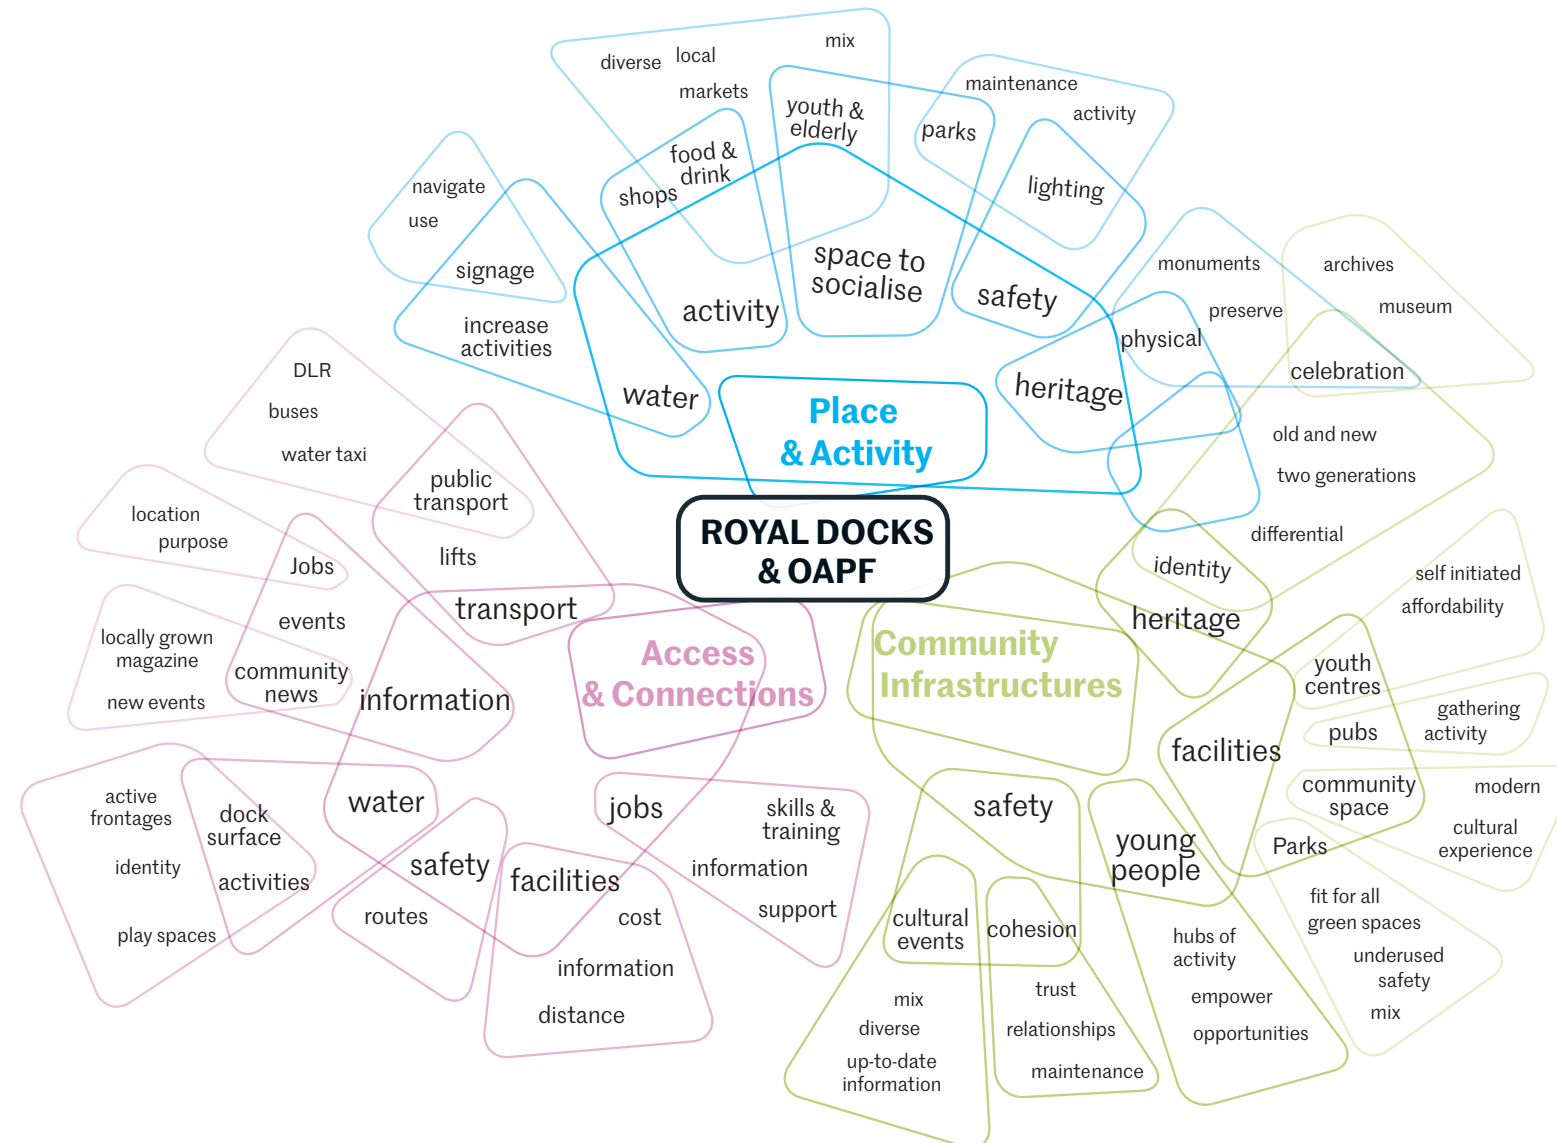 mix
diverse
local
markets
youth &
elderly
food &
drink
shops
activity
space to
socialise
maintenance
activity
parks
lighting
safety
navigate
use
signage
increase
activities
water
monuments
preserve
physical
heritage
archives
museum
celebration
old and new
two generations
differential
identity
heritage
Place
& Activity
ROYAL DOCKS
& OAPF
DLR
buses
water taxi
public
transport
lifts
transport
location
purpose
Jobs
events
community
news
information
locally grown
magazine
new events
Access
& Connections
active
frontages
identity
play spaces
dock
surface
activities
water
safety
routes
facilities
cost
information
distance
jobs
skills &
training
information
support
Community
Infrastructures
self initiated
affordability
youth
centres
gathering
activity
pubs
facilities
community
space
modern
cultural
experience
Parks
fit for all
green spaces
underused
safety
mix
safety
young
people
cultural
events
cohesion
mix
diverse
up-to-date
information
trust
relationships
maintenance
hubs of
activity
empower
opportunities